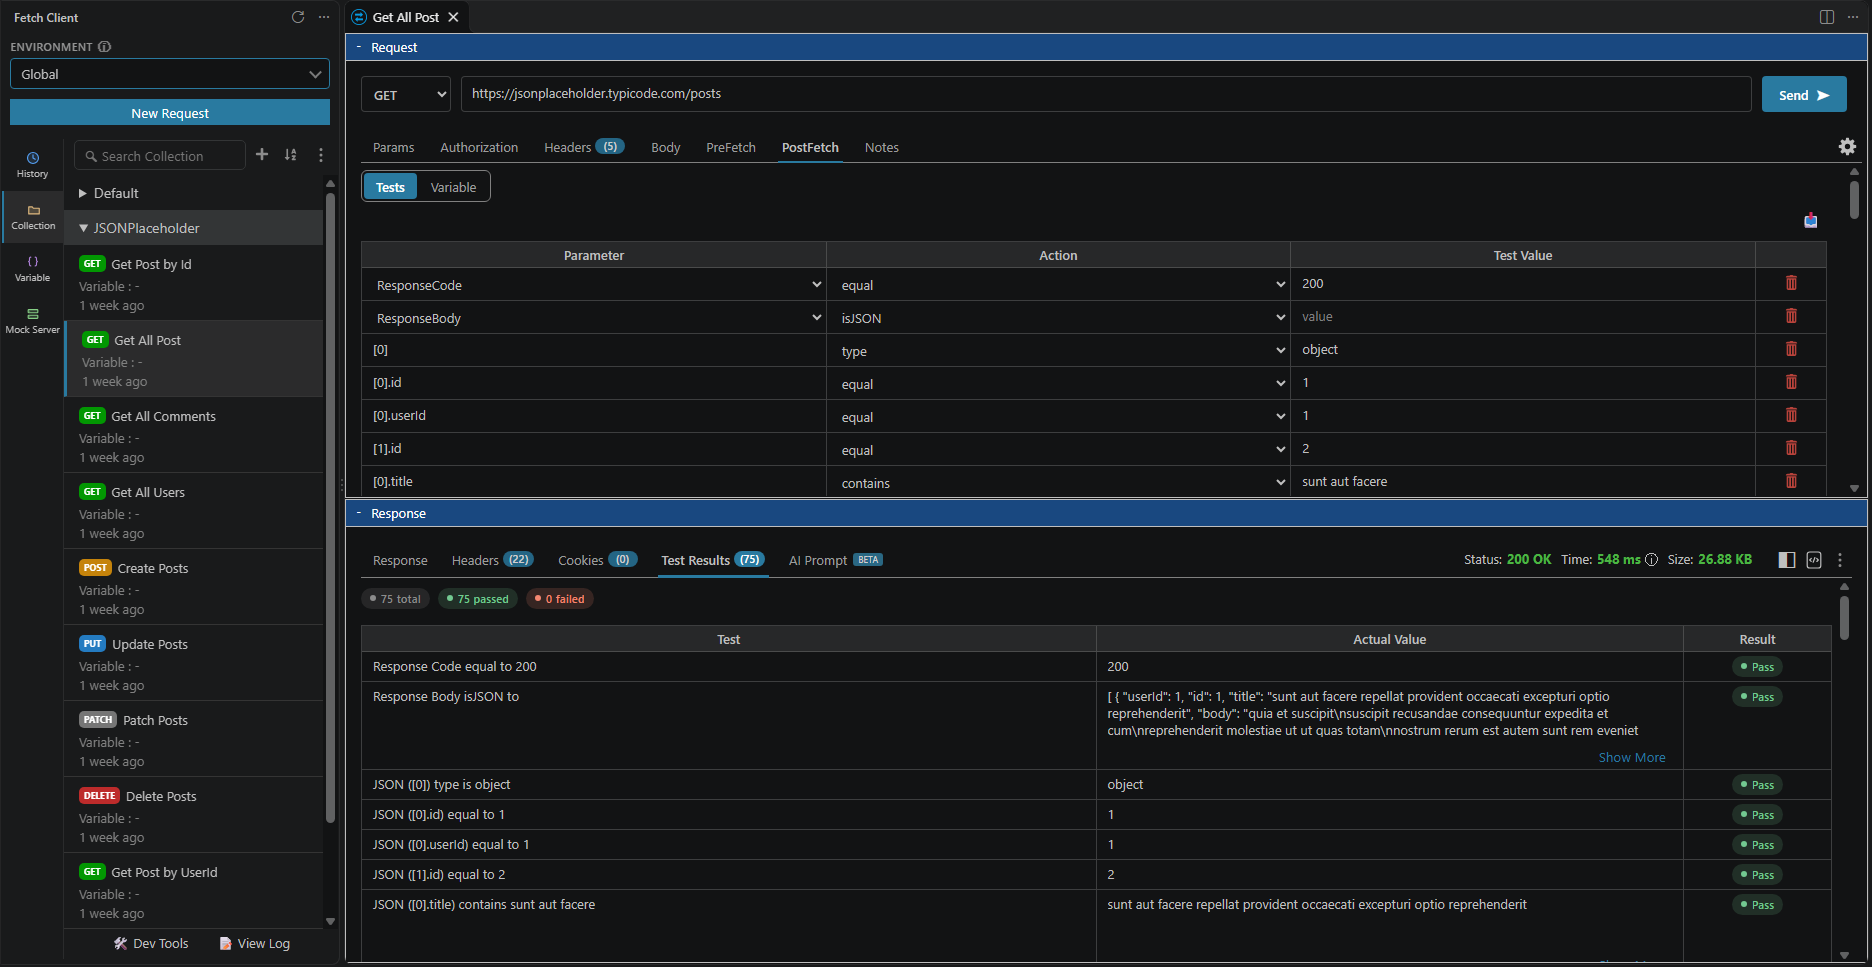 Fetch Client
ENVIRONMENT
Global
New Request
History
Collection
Variable
Mock Server
Search Collection
Default
JSONPlaceholder
GET Get Post by Id
Variable : -
1 week ago
GET Get All Post
Variable : -
1 week ago
GET Get All Comments
Variable : -
1 week ago
GET Get All Users
Variable : -
1 week ago
POST Create Posts
Variable : -
1 week ago
PUT Update Posts
Variable : -
1 week ago
PATCH Patch Posts
Variable : -
1 week ago
DELETE Delete Posts
Variable : -
1 week ago
GET Get Post by UserId
Variable : -
1 week ago
Dev Tools View Log
Get All Post
- Request
GET https://jsonplaceholder.typicode.com/posts Send
Params Authorization Headers (5) Body PreFetch PostFetch Notes
Tests Variable
Parameter Action Test Value
ResponseCode equal 200
ResponseBody isJSON value
[0] type object
[0].id equal 1
[0].userId equal 1
[1].id equal 2
[0].title contains sunt aut facere
- Response
Response Headers (22) Cookies (0) Test Results (75) AI Prompt BETA Status: 200 OK Time: 548 ms Size: 26.88 KB
75 total 75 passed 0 failed
Test Actual Value Result
Response Code equal to 200 200 Pass
Response Body isJSON to [ { "userId": 1, "id": 1, "title": "sunt aut facere repellat provident occaecati excepturi optio Pass
reprehenderit", "body": "quia et suscipit\nsuscipit recusandae consequuntur expedita et
cum\nreprehenderit molestiae ut ut quas totam\nnostrum rerum est autem sunt rem eveniet
Show More
JSON ([0]) type is object object Pass
JSON ([0].id) equal to 1 1 Pass
JSON ([0].userId) equal to 1 1 Pass
JSON ([1].id) equal to 2 2 Pass
JSON ([0].title) contains sunt aut facere sunt aut facere repellat provident occaecati excepturi optio reprehenderit Pass